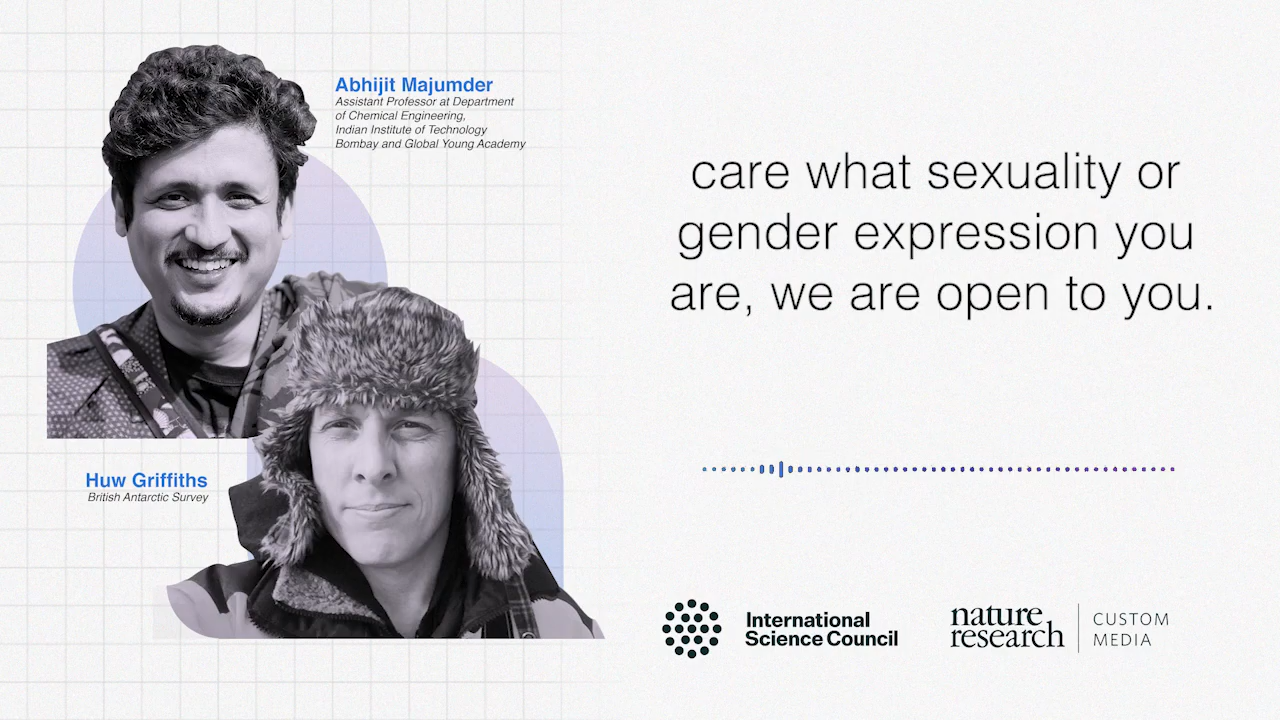 Abhijit Majumder
Assistant Professor at Department
of Chemical Engineering,
Indian Institute of Technology
Bombay and Global Young Academy
care what sexuality or
gender expression you
are, we are open to you.
Huw Griffiths
British Antarctic Survey
International
Science Council
nature
research
CUSTOM
MEDIA